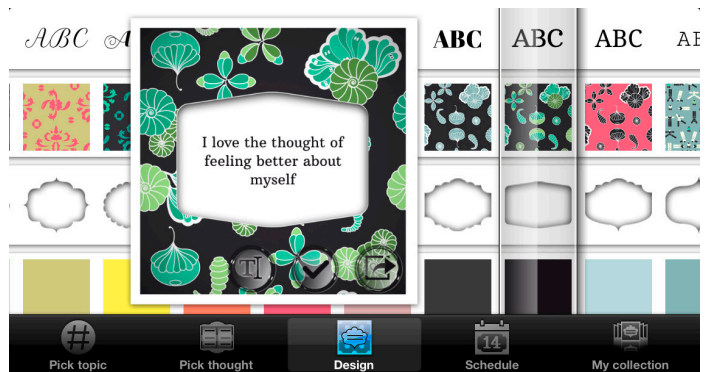 ABC
A
ABC
ABC
ABC
I love the thought of
feeling better about
myself
TI
#
14
Pick topic
Pick thought
Design
Schedule
My collection